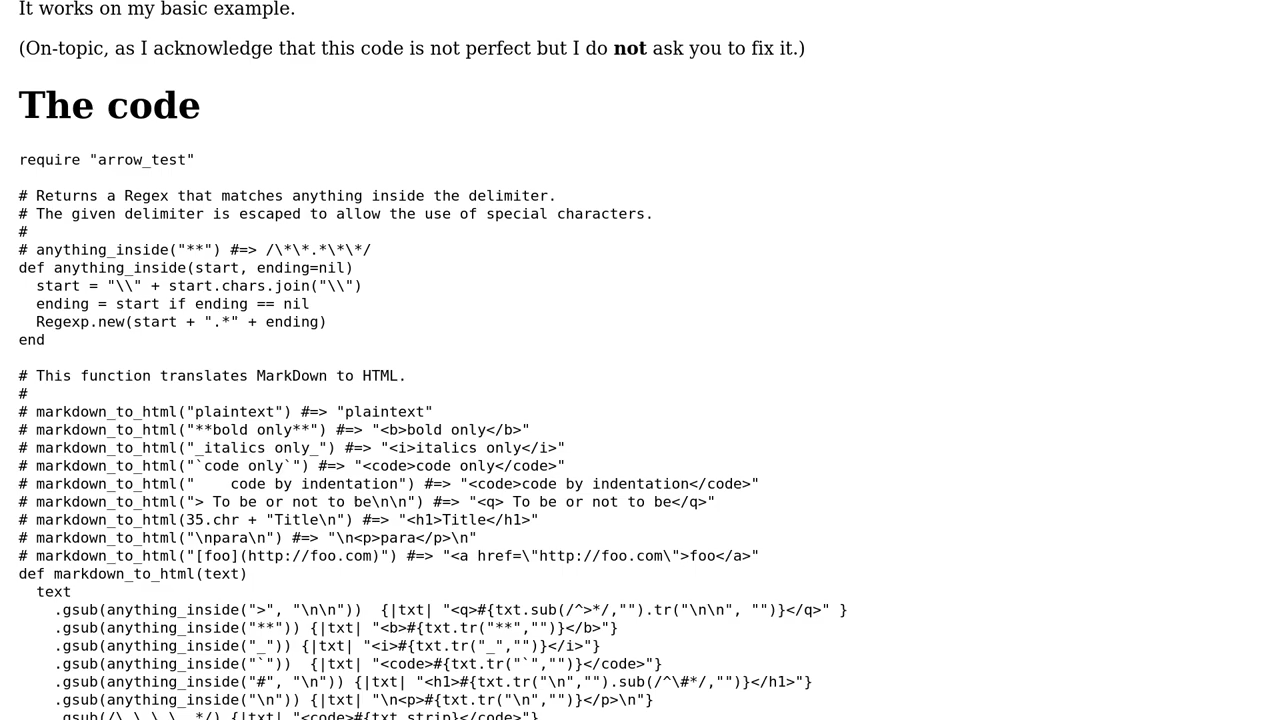 It works on my basic example.
(On-topic, as I acknowledge that this code is not perfect but I do not ask you to fix it.)
The code
require "arrow_test"
# Returns a Regex that matches anything inside the delimiter.
# The given delimiter is escaped to allow the use of special characters.
#
# anything_inside("**") #=> /\*\*.*\*\*/
def anything_inside(start, ending=nil)
  start = "\\" + start.chars.join("\\")
  ending = start if ending == nil
  Regexp.new(start + ".*" + ending)
end
# This function translates MarkDown to HTML.
#
# markdown_to_html("plaintext") #=> "plaintext"
# markdown_to_html("**bold only**") #=> "<b>bold only</b>"
# markdown_to_html("_italics only_") #=> "<i>italics only</i>"
# markdown_to_html("`code only`") #=> "<code>code only</code>"
# markdown_to_html("    code by indentation") #=> "<code>code by indentation</code>"
# markdown_to_html("> To be or not to be\n\n") #=> "<q> To be or not to be</q>"
# markdown_to_html(35.chr + "Title\n") #=> "<h1>Title</h1>"
# markdown_to_html("\npara\n") #=> "\n<p>para</p>\n"
# markdown_to_html("[foo](http://foo.com)") #=> "<a href=\"http://foo.com\">foo</a>"
def markdown_to_html(text)
  text
    .gsub(anything_inside(">", "\n\n"))  {|txt| "<q>#{txt.sub(/^>*/,"").tr("\n\n", "")}</q>" }
    .gsub(anything_inside("**")) {|txt| "<b>#{txt.tr("**","")}</b>"}
    .gsub(anything_inside("_")) {|txt| "<i>#{txt.tr("_","")}</i>"}
    .gsub(anything_inside("`"))  {|txt| "<code>#{txt.tr("`","")}</code>"}
    .gsub(anything_inside("#", "\n")) {|txt| "<h1>#{txt.tr("\n","").sub(/^\#*/,"")}</h1>"}
    .gsub(anything_inside("\n")) {|txt| "\n<p>#{txt.tr("\n","")}</p>\n"}
    .gsub(/\ \ \ \ .*/) {|txt| "<code>#{txt.strip}</code>"}